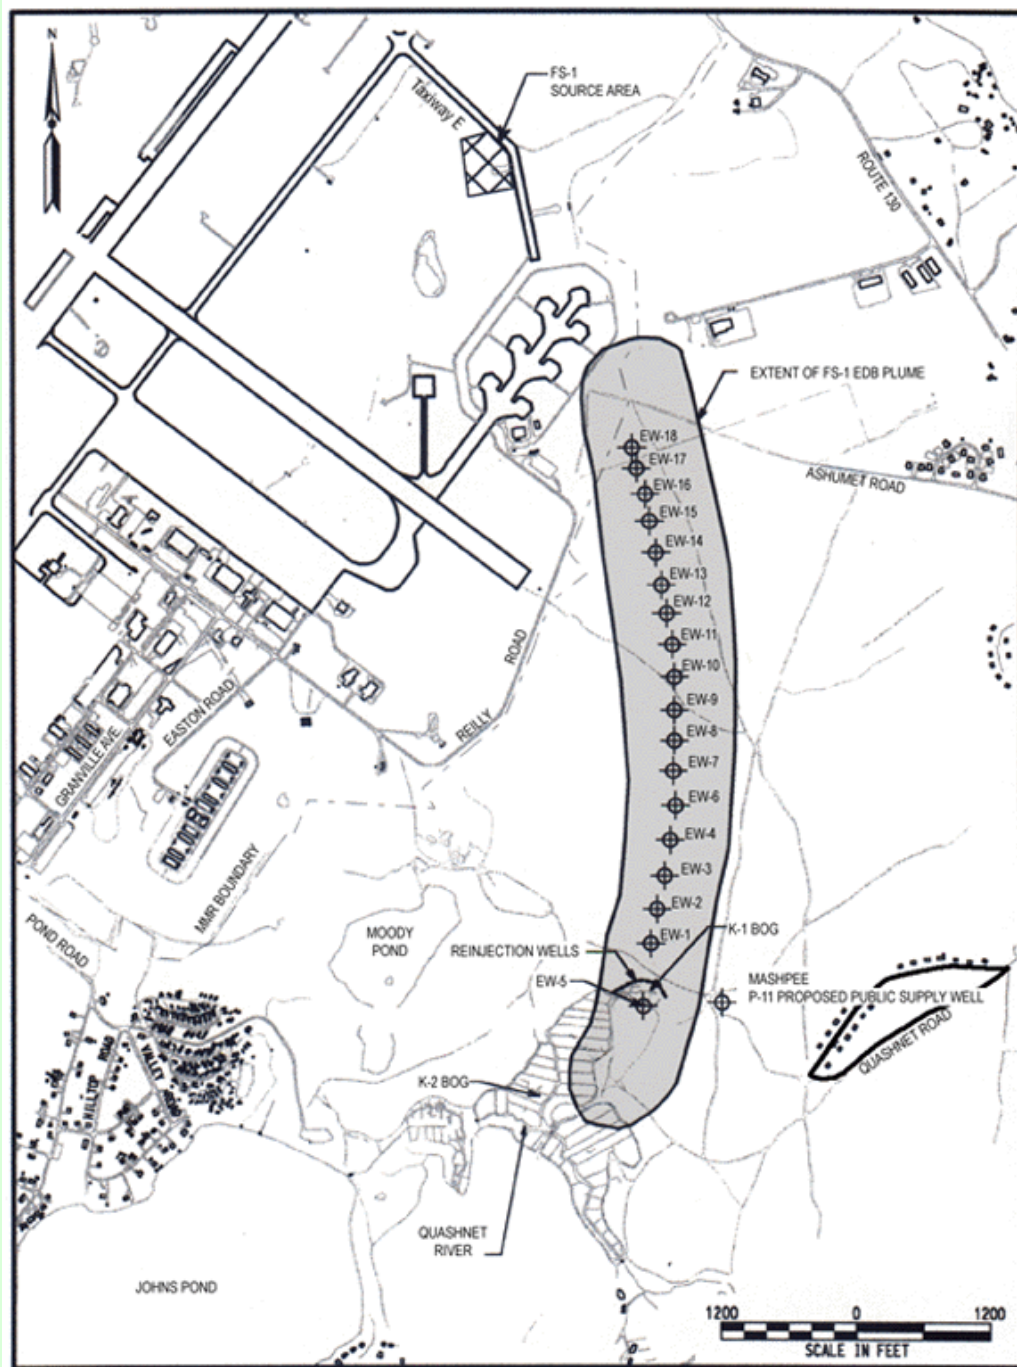 N
FS-1
SOURCE AREA
Taxiway E
ROUTE 130
EXTENT OF FS-1 EDB PLUME
EW-18
EW-17
ASHUMET ROAD
EW-16
EW-15
EW-14
EW-13
EW-12
EW-11
EW-10
EW-9
EW-8
EW-7
EW-6
EW-4
EW-3
EW-2
EW-1
REILLY
ROAD
EASTON ROAD
GRANVILLE AVE.
MMR BOUNDARY
POND ROAD
MOODY
POND
REINJECTION WELLS
K-1 BOG
EW-5
MASHPEE
P-11 PROPOSED PUBLIC SUPPLY WELL
QUASHNET ROAD
HILLTOP
ROAD
VALLEY
ROAD
K-2 BOG
QUASHNET
RIVER
JOHNS POND
1200
0
1200
SCALE IN FEET